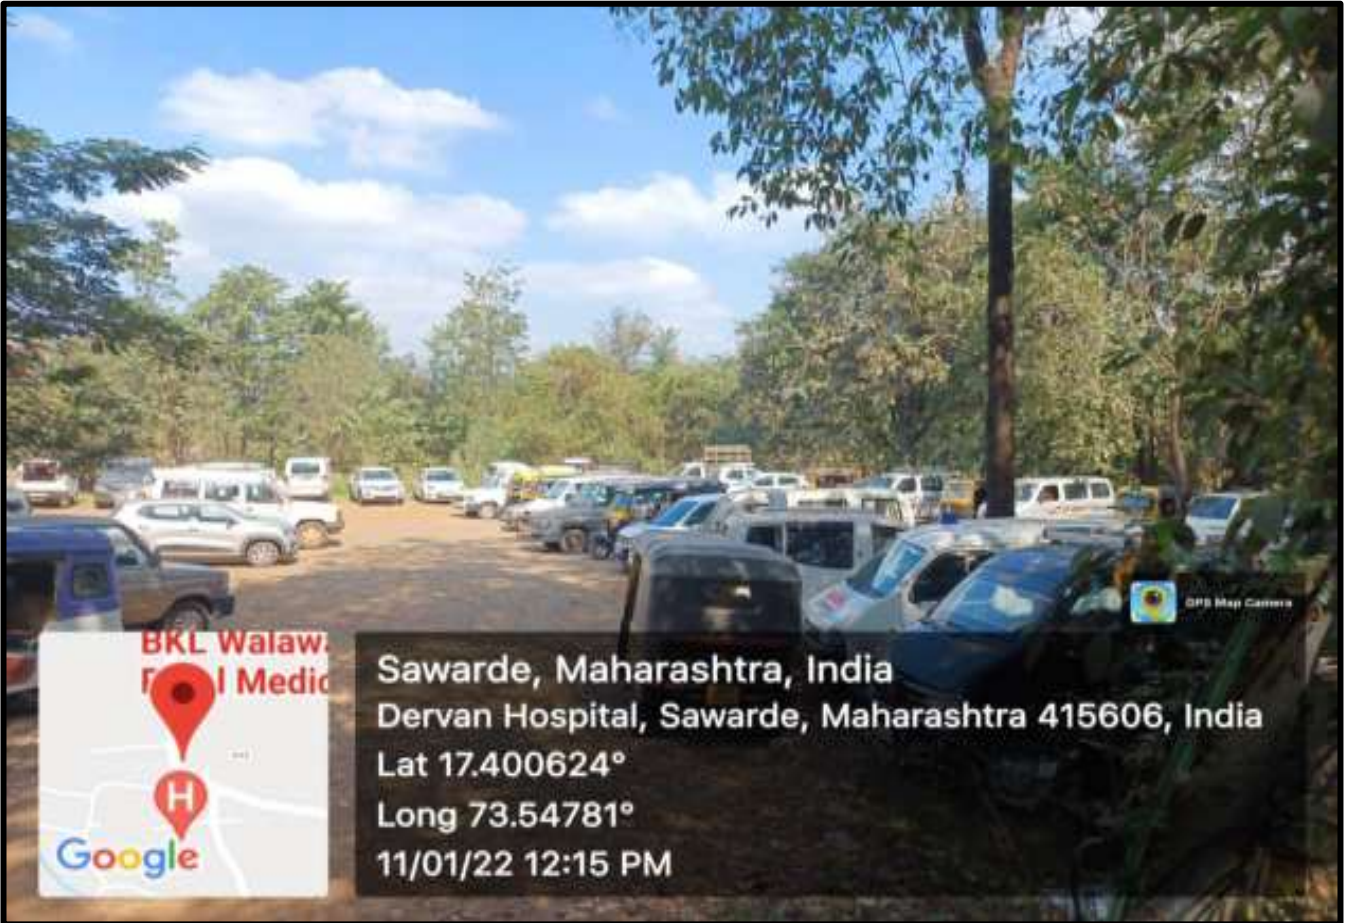 GPS Map Camera
BKL Walaw
l Medic
H
Google
Sawarde, Maharashtra, India
Dervan Hospital, Sawarde, Maharashtra 415606, India
Lat 17.400624°
Long 73.54781°
11/01/22 12:15 PM